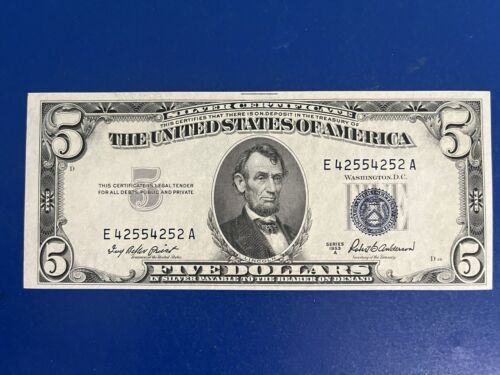 SILVER CERTIFICATE
THIS CERTIFIES THAT THERE IS ON DEPOSIT IN THE TREASURY OF
THE UNITED STATES OF AMERICA
5
5
D
E 42554252 A
WASHINGTON, D.C.
THIS CERTIFICATE IS LEGAL TENDER
FOR ALL DEBTS, PUBLIC AND PRIVATE
5
FIVE
E 42554252 A
Ivy Baker Priest
Treasurer of the United States.
LINCOLN
SERIES
1953
A
Robert B. Anderson
Secretary of the Treasury.
D
5
5
FIVE DOLLARS
IN SILVER PAYABLE TO THE BEARER ON DEMAND